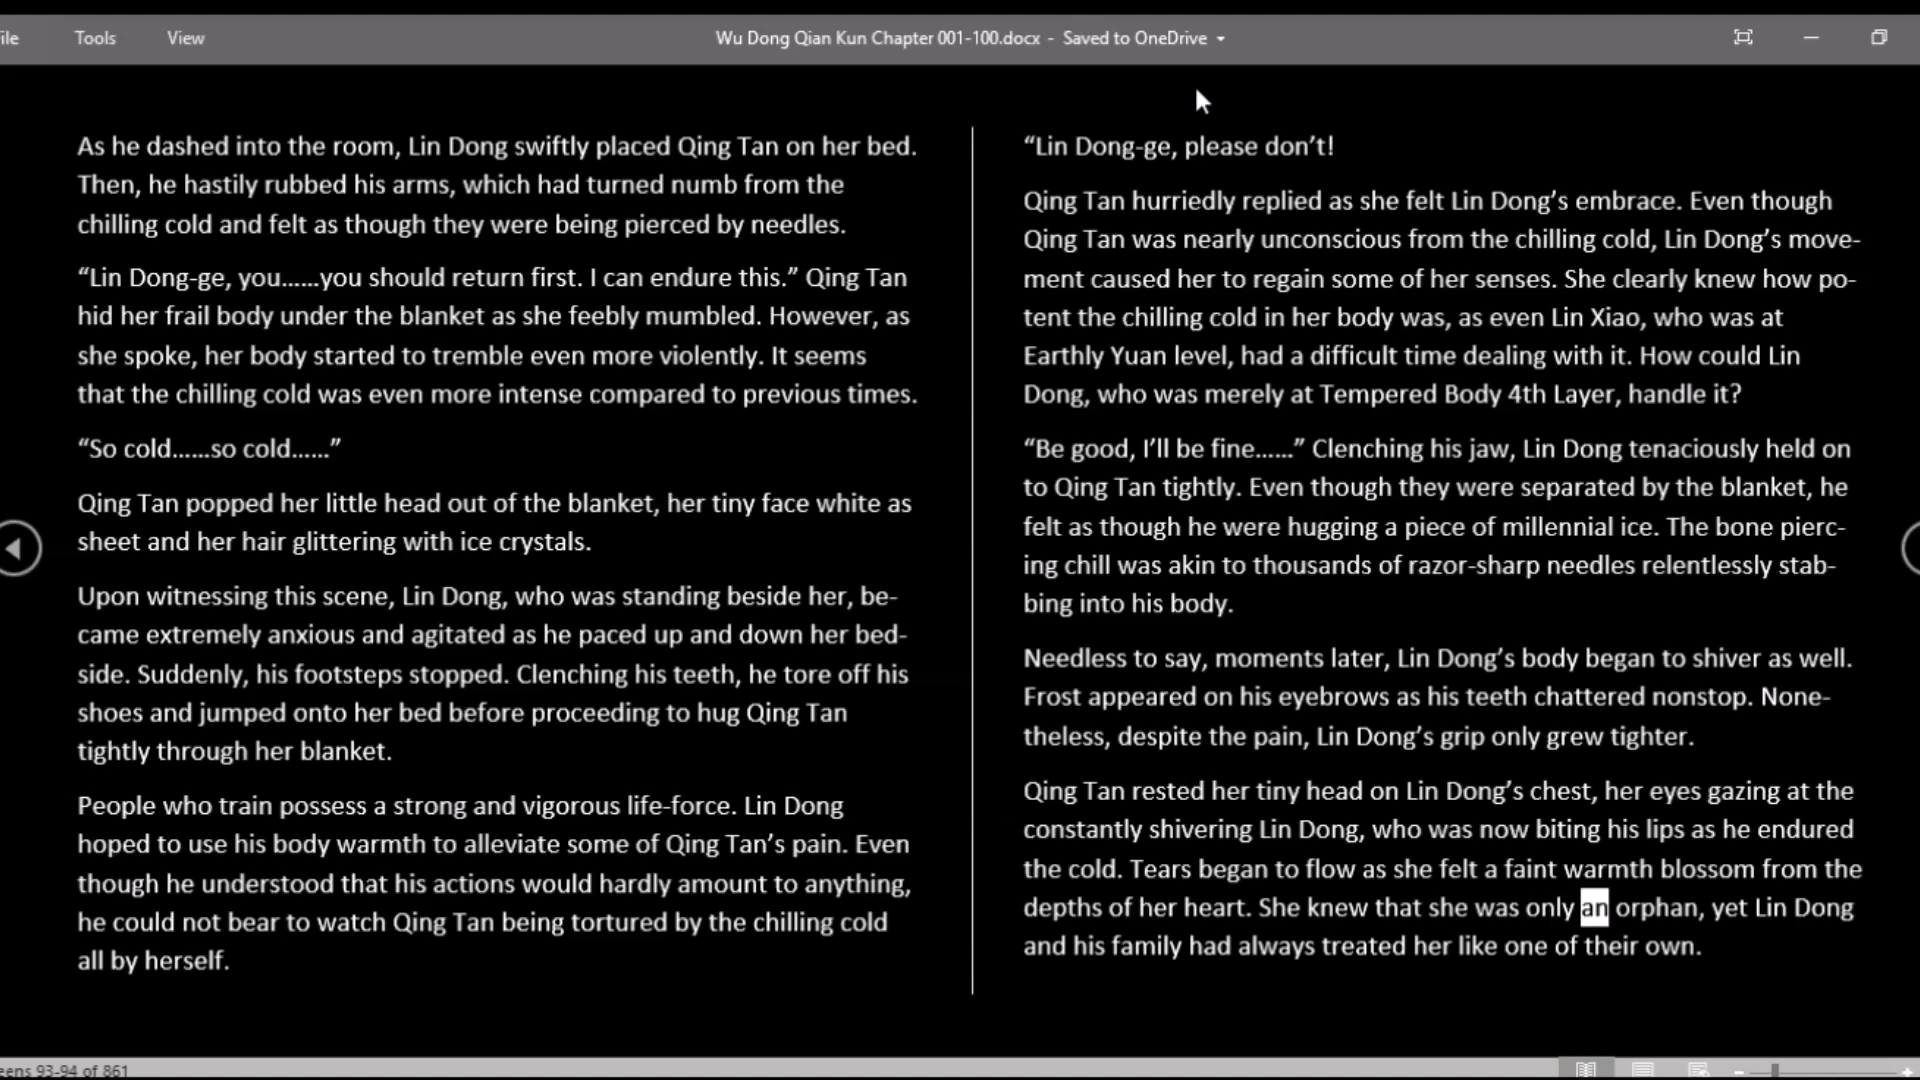 ile Tools View Wu Dong Qian Kun Chapter 001-100.docx - Saved to OneDrive
As he dashed into the room, Lin Dong swiftly placed Qing Tan on her bed.
Then, he hastily rubbed his arms, which had turned numb from the
chilling cold and felt as though they were being pierced by needles.
“Lin Dong-ge, you......you should return first. I can endure this.” Qing Tan
hid her frail body under the blanket as she feebly mumbled. However, as
she spoke, her body started to tremble even more violently. It seems
that the chilling cold was even more intense compared to previous times.
“So cold......so cold......”
Qing Tan popped her little head out of the blanket, her tiny face white as
sheet and her hair glittering with ice crystals.
Upon witnessing this scene, Lin Dong, who was standing beside her, be-
came extremely anxious and agitated as he paced up and down her bed-
side. Suddenly, his footsteps stopped. Clenching his teeth, he tore off his
shoes and jumped onto her bed before proceeding to hug Qing Tan
tightly through her blanket.
People who train possess a strong and vigorous life-force. Lin Dong
hoped to use his body warmth to alleviate some of Qing Tan’s pain. Even
though he understood that his actions would hardly amount to anything,
he could not bear to watch Qing Tan being tortured by the chilling cold
all by herself.
“Lin Dong-ge, please don’t!
Qing Tan hurriedly replied as she felt Lin Dong’s embrace. Even though
Qing Tan was nearly unconscious from the chilling cold, Lin Dong’s move-
ment caused her to regain some of her senses. She clearly knew how po-
tent the chilling cold in her body was, as even Lin Xiao, who was at
Earthly Yuan level, had a difficult time dealing with it. How could Lin
Dong, who was merely at Tempered Body 4th Layer, handle it?
“Be good, I’ll be fine......” Clenching his jaw, Lin Dong tenaciously held on
to Qing Tan tightly. Even though they were separated by the blanket, he
felt as though he were hugging a piece of millennial ice. The bone pierc-
ing chill was akin to thousands of razor-sharp needles relentlessly stab-
bing into his body.
Needless to say, moments later, Lin Dong’s body began to shiver as well.
Frost appeared on his eyebrows as his teeth chattered nonstop. None-
theless, despite the pain, Lin Dong’s grip only grew tighter.
Qing Tan rested her tiny head on Lin Dong’s chest, her eyes gazing at the
constantly shivering Lin Dong, who was now biting his lips as he endured
the cold. Tears began to flow as she felt a faint warmth blossom from the
depths of her heart. She knew that she was only an orphan, yet Lin Dong
and his family had always treated her like one of their own.
eens 93-94 of 861